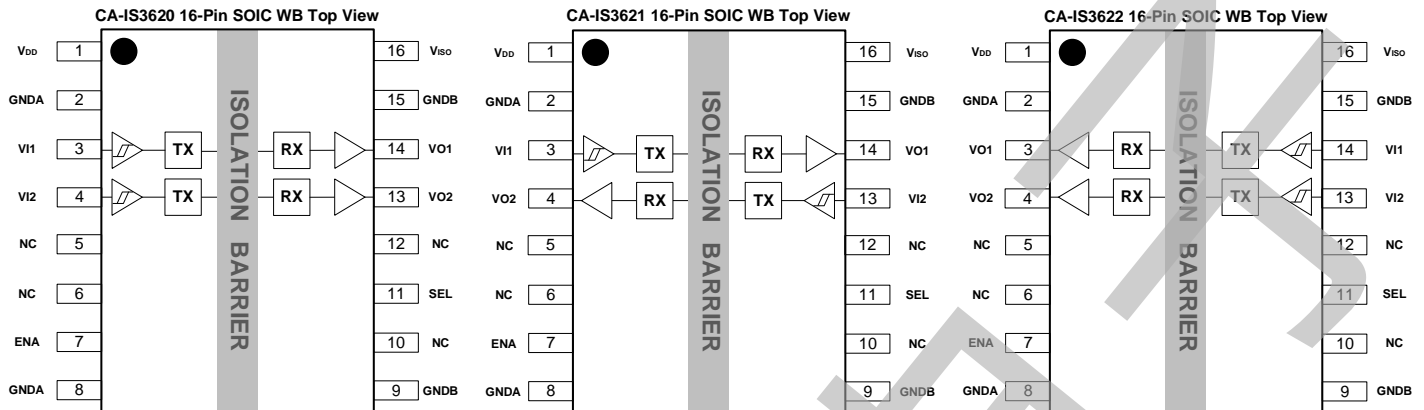 CA-IS3620 16-Pin SOIC WB Top View
VDD 1 16 VISO
GNDA 2 15 GNDB
VI1 3 TX RX 14 VO1
VI2 4 TX RX 13 VO2
NC 5 12 NC
NC 6 11 SEL
ENA 7 10 NC
GNDA 8 9 GNDB
ISOLATION BARRIER
CA-IS3621 16-Pin SOIC WB Top View
VDD 1 16 VISO
GNDA 2 15 GNDB
VI1 3 TX RX 14 VO1
VO2 4 RX TX 13 VI2
NC 5 12 NC
NC 6 11 SEL
ENA 7 10 NC
GNDA 8 9 GNDB
ISOLATION BARRIER
CA-IS3622 16-Pin SOIC WB Top View
VDD 1 16 VISO
GNDA 2 15 GNDB
VO1 3 RX TX 14 VI1
VO2 4 RX TX 13 VI2
NC 5 12 NC
NC 6 11 SEL
ENA 7 10 NC
GNDA 8 9 GNDB
ISOLATION BARRIER